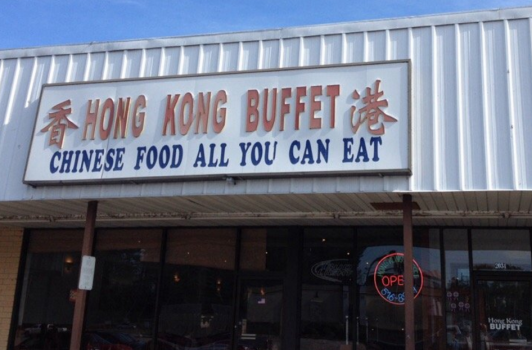 香 HONG KONG BUFFET 港
CHINESE FOOD ALL YOU CAN EAT
OPEN
Hong Kong
BUFFET